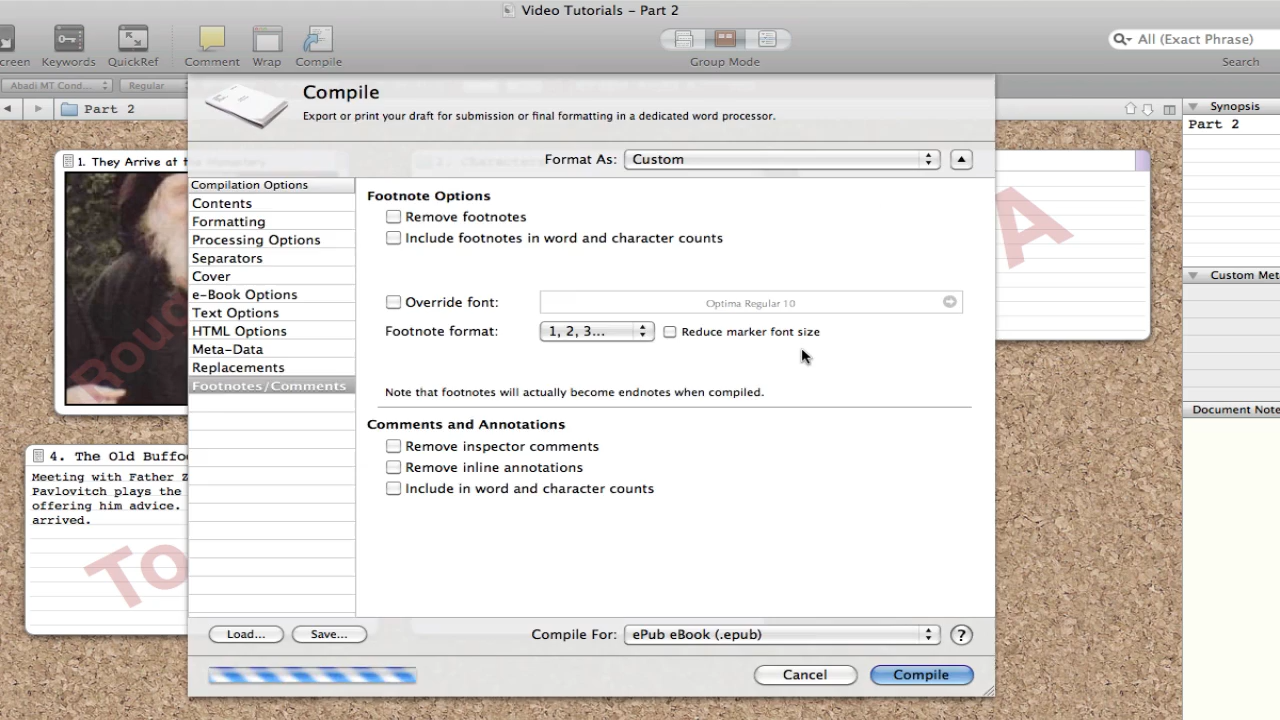 Video Tutorials – Part 2
creen
Keywords
QuickRef
Comment
Wrap
Compile
Group Mode
All (Exact Phrase)
Search
Abadi MT Cond...
Regular
Part 2
Synopsis
Part 2
Custom Met
Document Note
1. They Arrive at t
4. The Old Buffo
Meeting with Father Z
Pavlovitch plays the
offering him advice.
arrived.
Roug
To
A
Compile
Export or print your draft for submission or final formatting in a dedicated word processor.
Format As:
Custom
Compilation Options
Contents
Formatting
Processing Options
Separators
Cover
e-Book Options
Text Options
HTML Options
Meta-Data
Replacements
Footnotes/Comments
Footnote Options
Remove footnotes
Include footnotes in word and character counts
Override font:
Optima Regular 10
Footnote format:
1, 2, 3...
Reduce marker font size
Note that footnotes will actually become endnotes when compiled.
Comments and Annotations
Remove inspector comments
Remove inline annotations
Include in word and character counts
Load...
Save...
Compile For:
ePub eBook (.epub)
?
Cancel
Compile